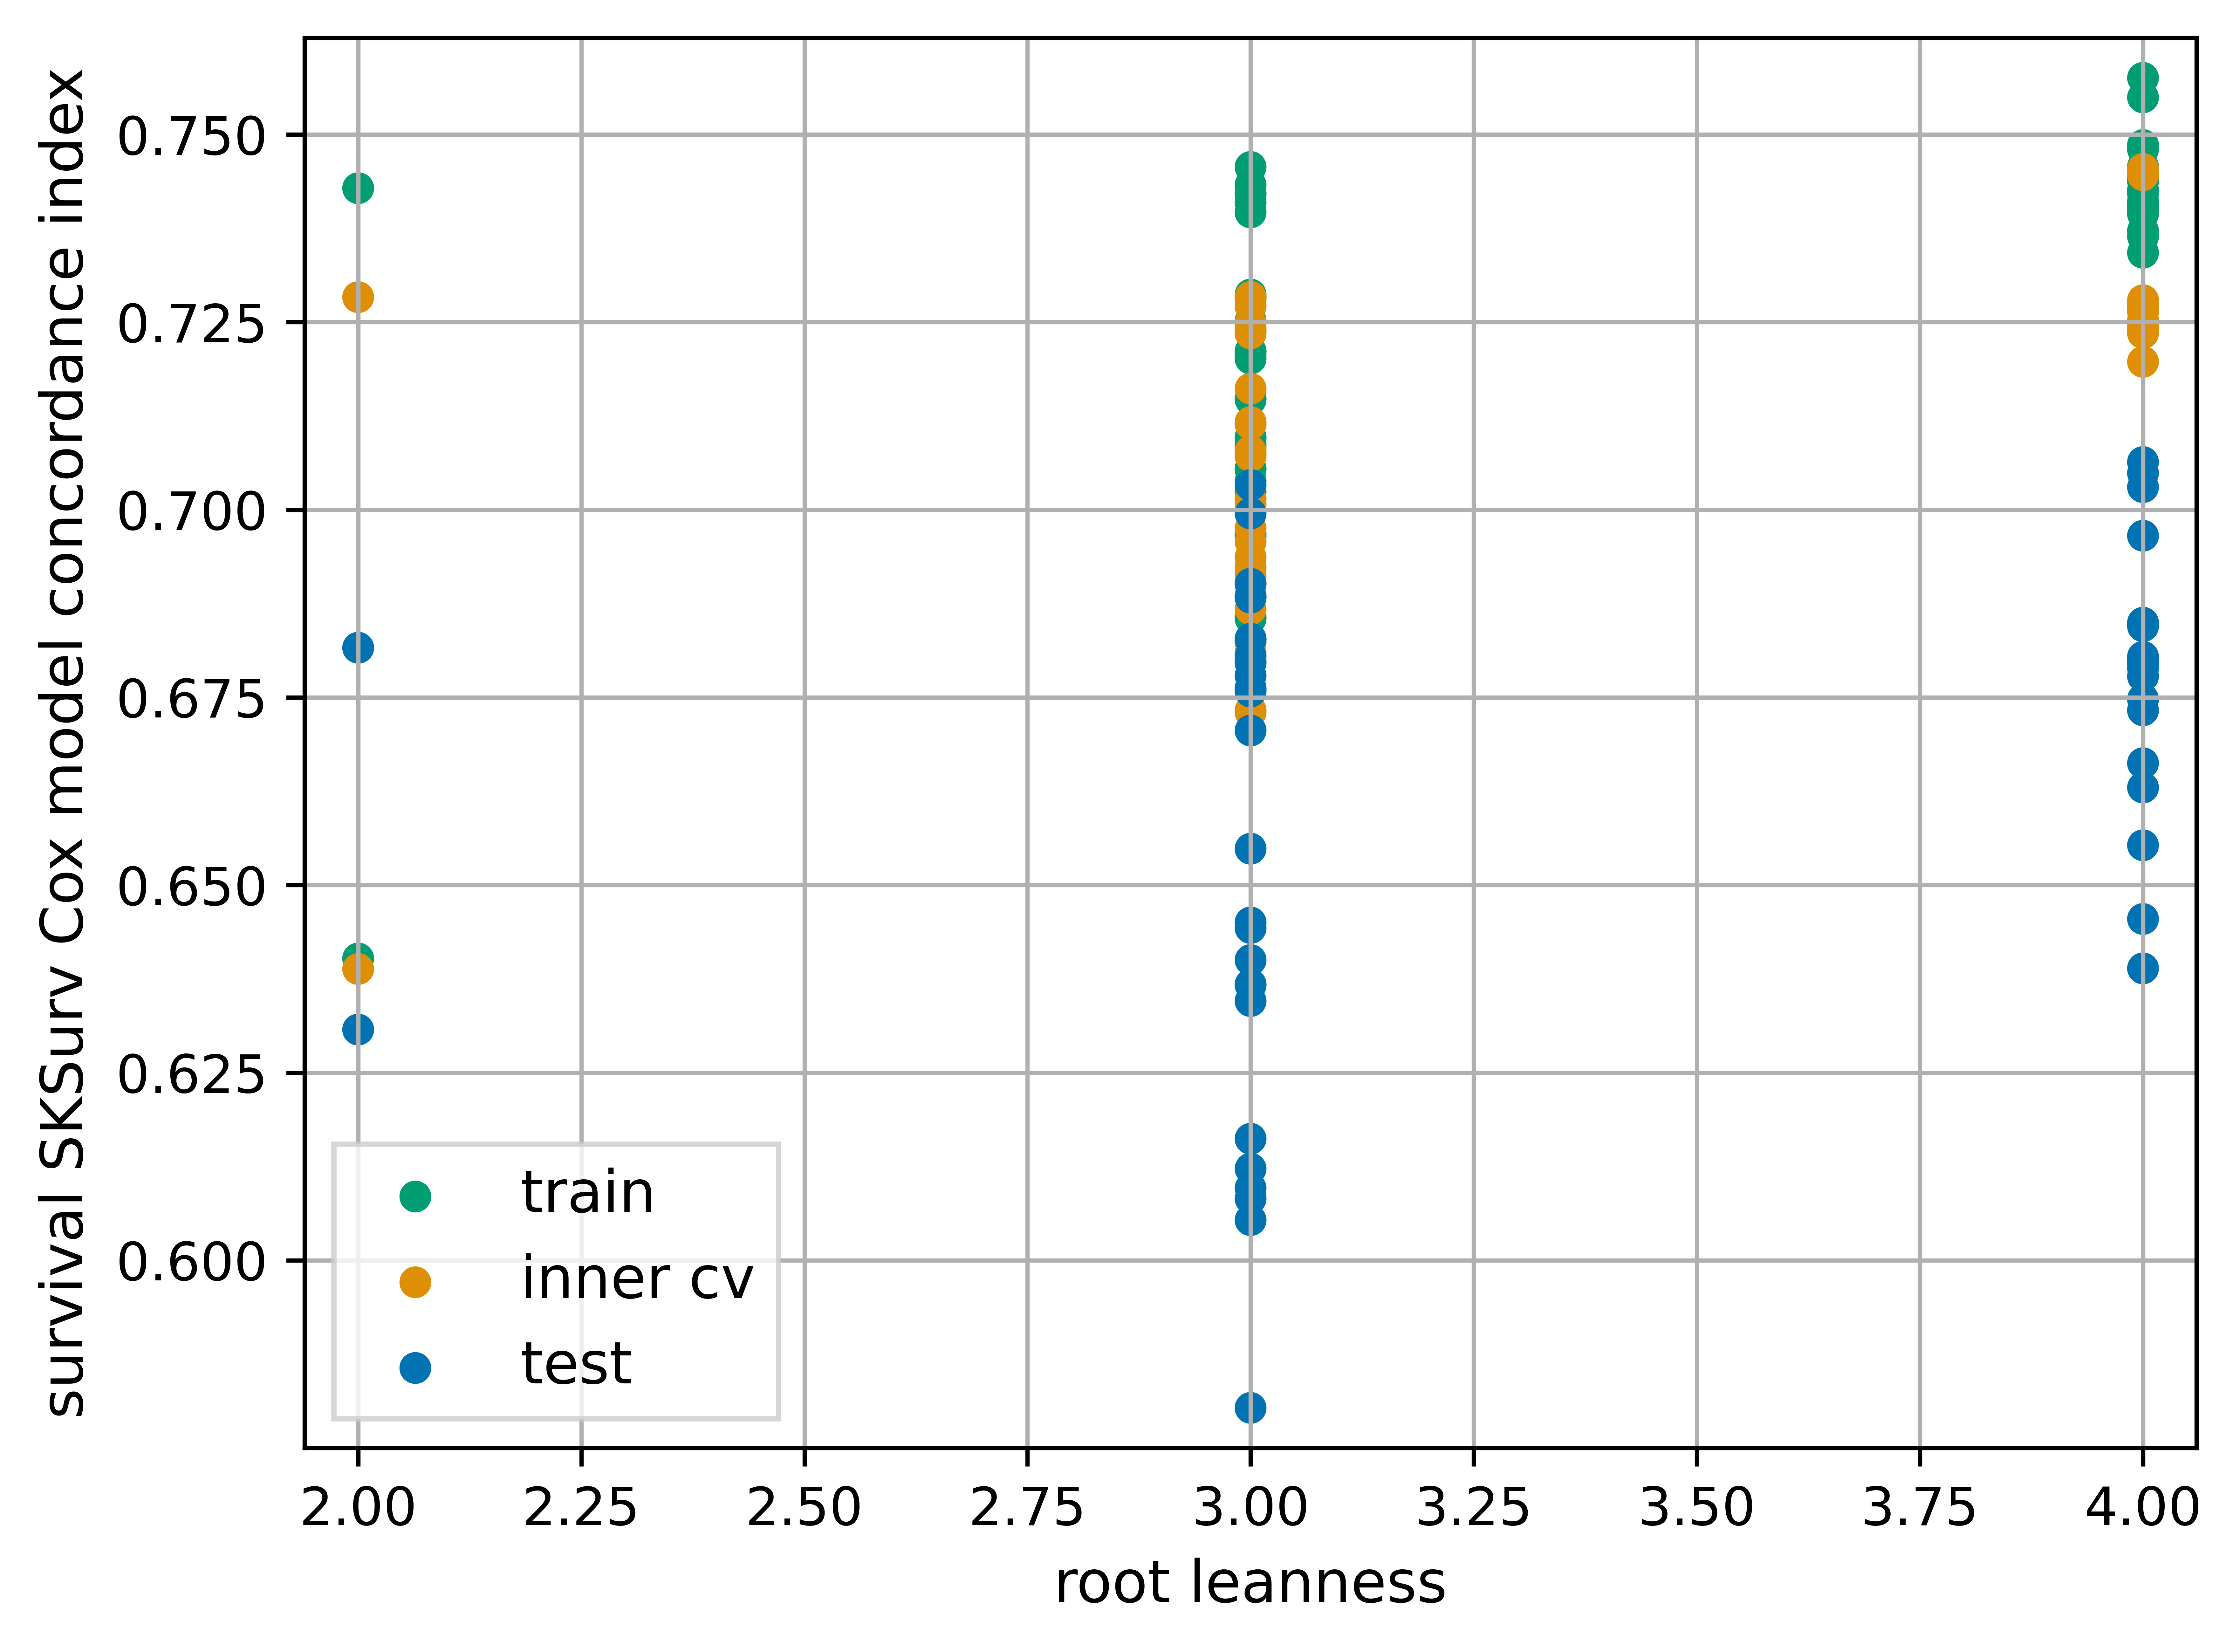 survival SKSurv Cox model concordance index
0.750
0.725
0.700
0.675
0.650
0.625
0.600
train
inner cv
test
2.00 2.25 2.50 2.75 3.00 3.25 3.50 3.75 4.00
root leanness